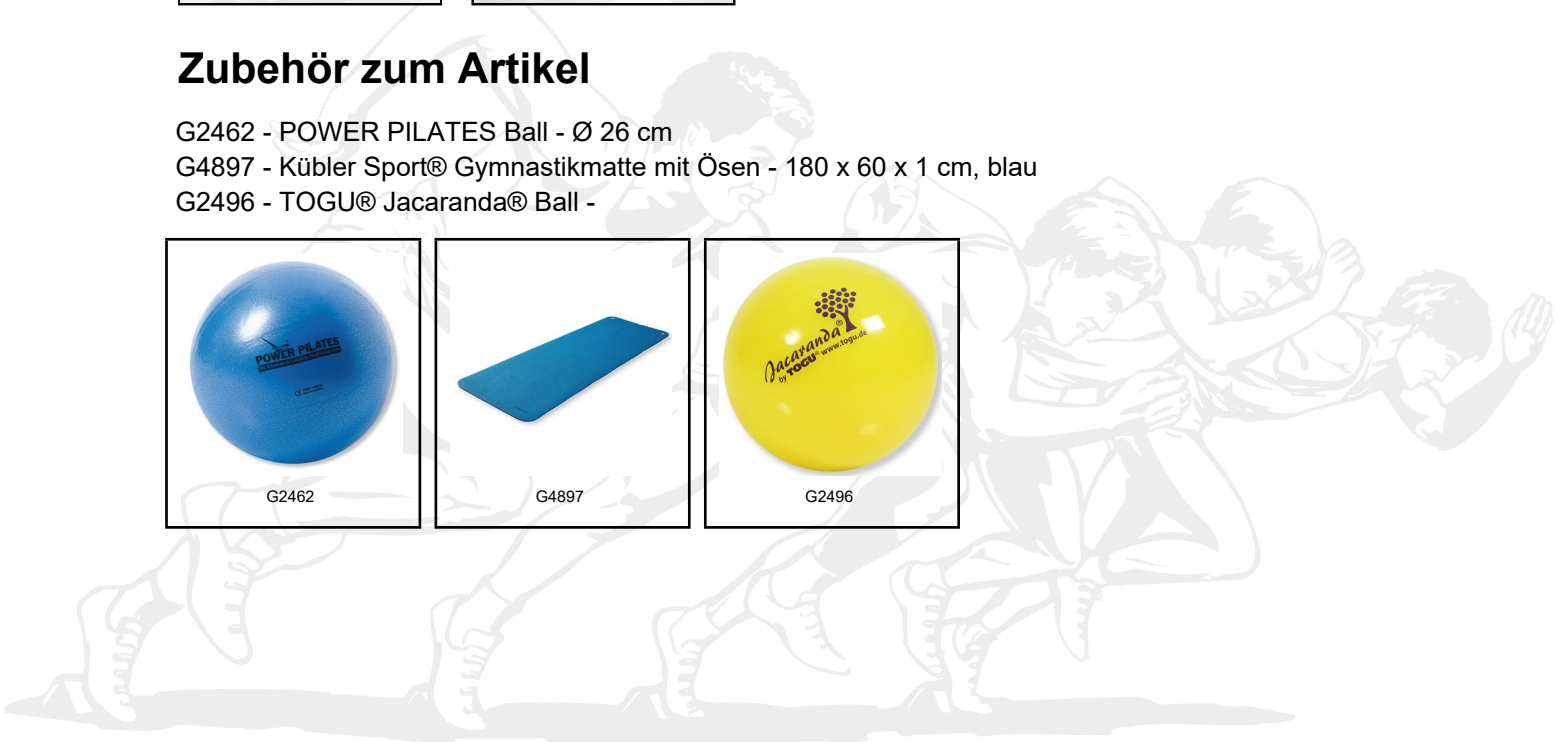 Zubehör zum Artikel
G2462 - POWER PILATES Ball - Ø 26 cm
G4897 - Kübler Sport® Gymnastikmatte mit Ösen - 180 x 60 x 1 cm, blau
G2496 - TOGU® Jacaranda® Ball -
POWER PILATES
Jacaranda®
by TOGU® www.togu.de
G2462
G4897
G2496